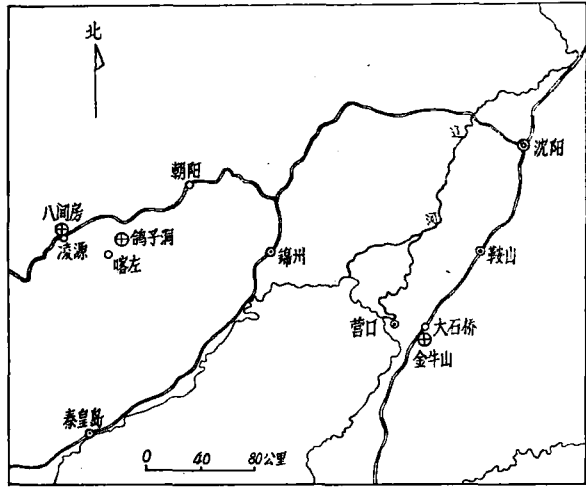 北
辽
沈阳
朝阳
八间房
鸽子洞
凌源
喀左
河
锦州
鞍山
营口
大石桥
金牛山
秦皇岛
0 40 80公里